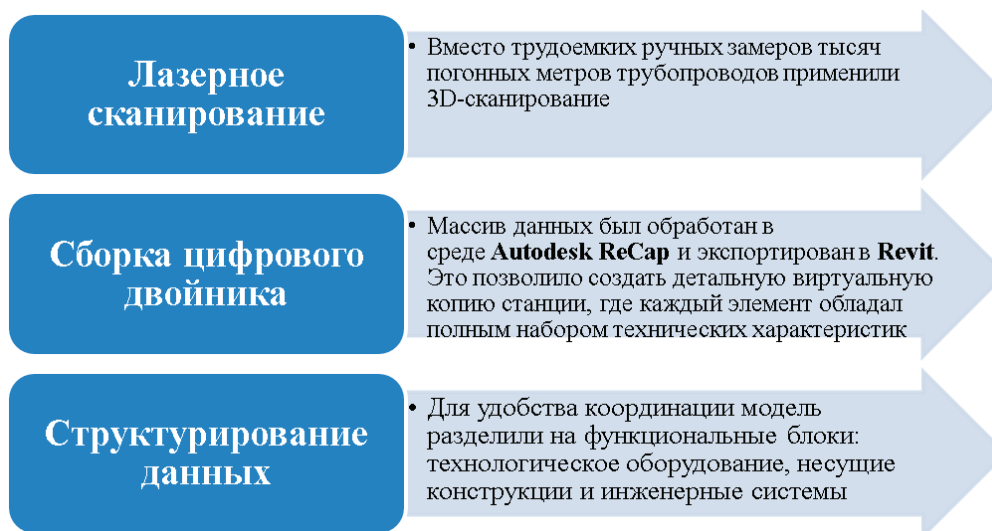 Лазерное
сканирование
• Вместо трудоемких ручных замеров тысяч
погонных метров трубопроводов применили
3D-сканирование
Сборка цифрового
двойника
• Массив данных был обработан в
среде Autodesk ReCap и экспортирован в Revit.
Это позволило создать детальную виртуальную
копию станции, где каждый элемент обладал
полным набором технических характеристик
Структурирование
данных
• Для удобства координации модель
разделили на функциональные блоки:
технологическое оборудование, несущие
конструкции и инженерные системы